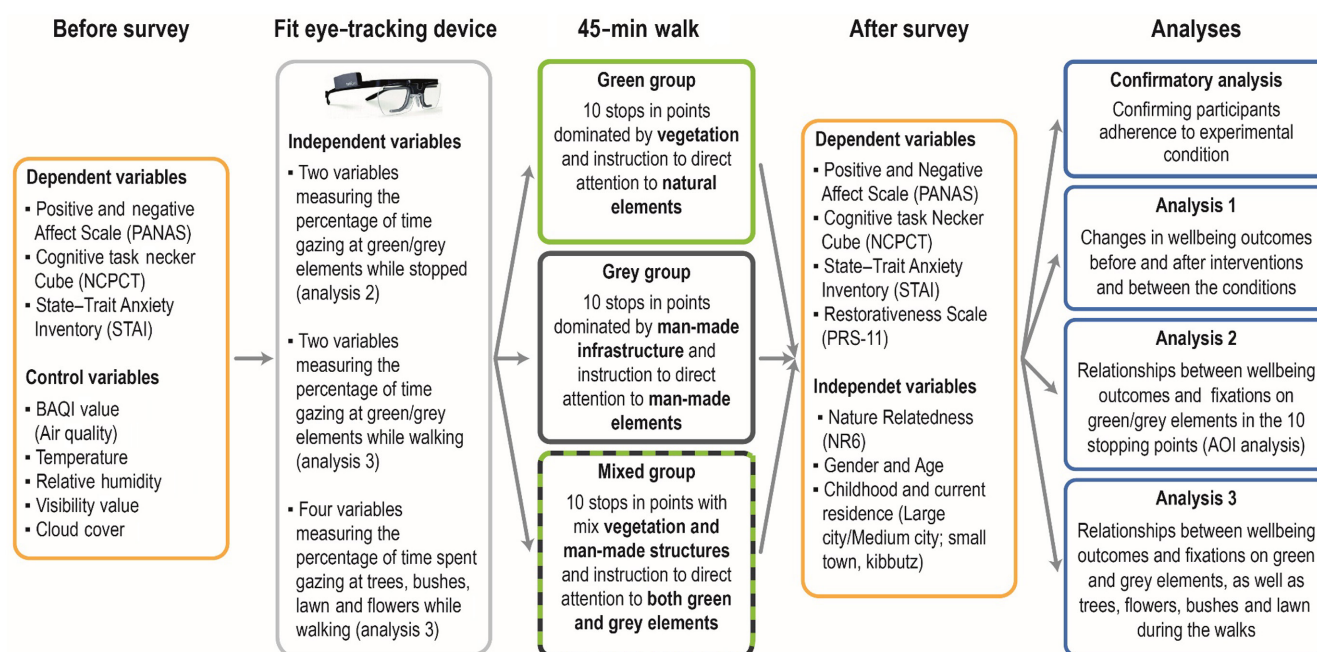 Before survey
Dependent variables
▪ Positive and negative
Affect Scale (PANAS)
▪ Cognitive task necker
Cube (NCPCT)
▪ State–Trait Anxiety
Inventory (STAI)
Control variables
▪ BAQI value
(Air quality)
▪ Temperature
▪ Relative humidity
▪ Visibility value
▪ Cloud cover
Fit eye-tracking device
Independent variables
▪ Two variables
measuring the
percentage of time
gazing at green/grey
elements while stopped
(analysis 2)
▪ Two variables
measuring the
percentage of time
gazing at green/grey
elements while walking
(analysis 3)
▪ Four variables
measuring the
percentage of time spent
gazing at trees, bushes,
lawn and flowers while
walking (analysis 3)
45-min walk
Green group
10 stops in points
dominated by vegetation
and instruction to direct
attention to natural
elements
Grey group
10 stops in points
dominated by man-made
infrastructure and
instruction to direct
attention to man-made
elements
Mixed group
10 stops in points with
mix vegetation and
man-made structures
and instruction to direct
attention to both green
and grey elements
After survey
Dependent variables
▪ Positive and Negative
Affect Scale (PANAS)
▪ Cognitive task Necker
Cube (NCPCT)
▪ State–Trait Anxiety
Inventory (STAI)
▪ Restorativeness Scale
(PRS-11)
Independet variables
▪ Nature Relatedness
(NR6)
▪ Gender and Age
▪ Childhood and current
residence (Large
city/Medium city; small
town, kibbutz)
Analyses
Confirmatory analysis
Confirming participants
adherence to experimental
condition
Analysis 1
Changes in wellbeing outcomes
before and after interventions
and between the conditions
Analysis 2
Relationships between wellbeing
outcomes and fixations on
green/grey elements in the 10
stopping points (AOI analysis)
Analysis 3
Relationships between wellbeing
outcomes and fixations on green
and grey elements, as well as
trees, flowers, bushes and lawn
during the walks